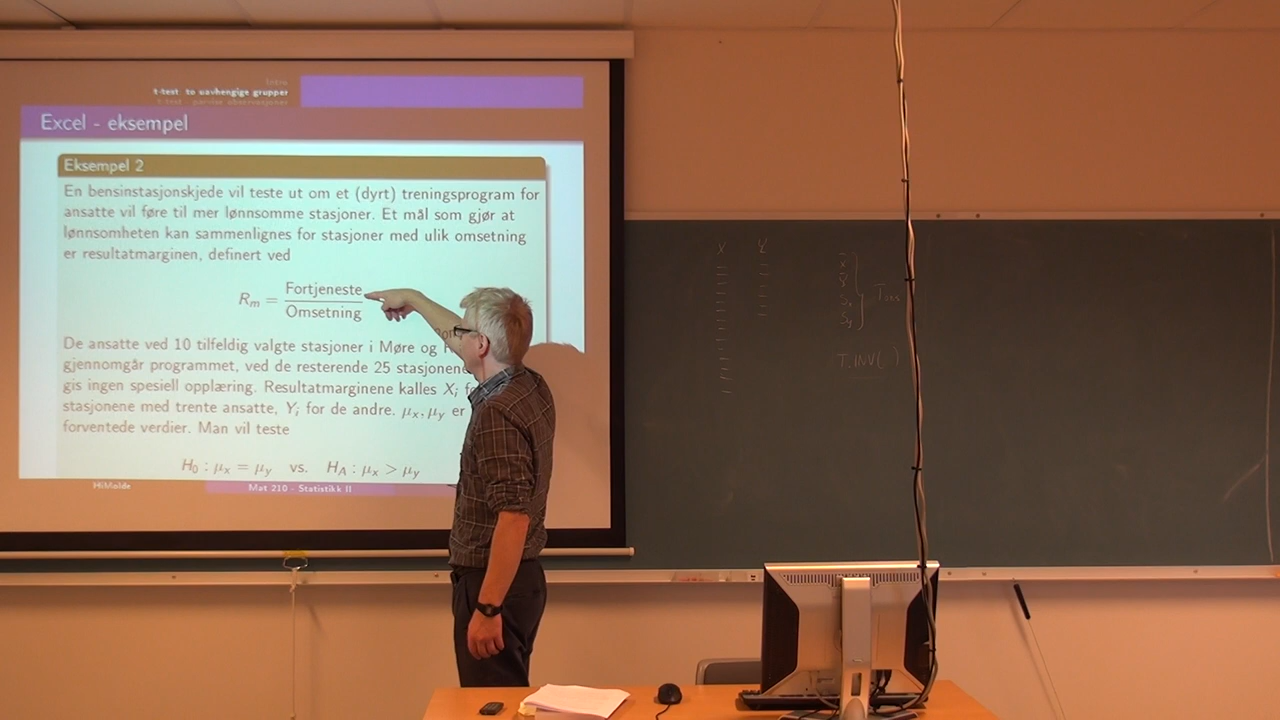 t-test: to uavhengige grupper
t-test: parvise observasjoner
Excel - eksempel
Eksempel 2
En bensinstasjonskjede vil teste ut om et (dyrt) treningsprogram for
ansatte vil føre til mer lønnsomme stasjoner. Et mål som gjør at
lønnsomheten kan sammenlignes for stasjoner med ulik omsetning
er resultatmarginen, definert ved
R_m = Fortjeneste / Omsetning
De ansatte ved 10 tilfeldig valgte stasjoner i Møre og
gjennomgår programmet, ved de resterende 25 stasjonene
gis ingen spesiell opplæring. Resultatmarginene kalles X_i
stasjonene med trente ansatte, Y_i for de andre. μ_x, μ_y er
forventede verdier. Man vil teste
H_0 : μ_x = μ_y vs. H_A : μ_x > μ_y
HiMolde
Mat 210 - Statistikk II
X Y
S_x
S_y
T.INV( )